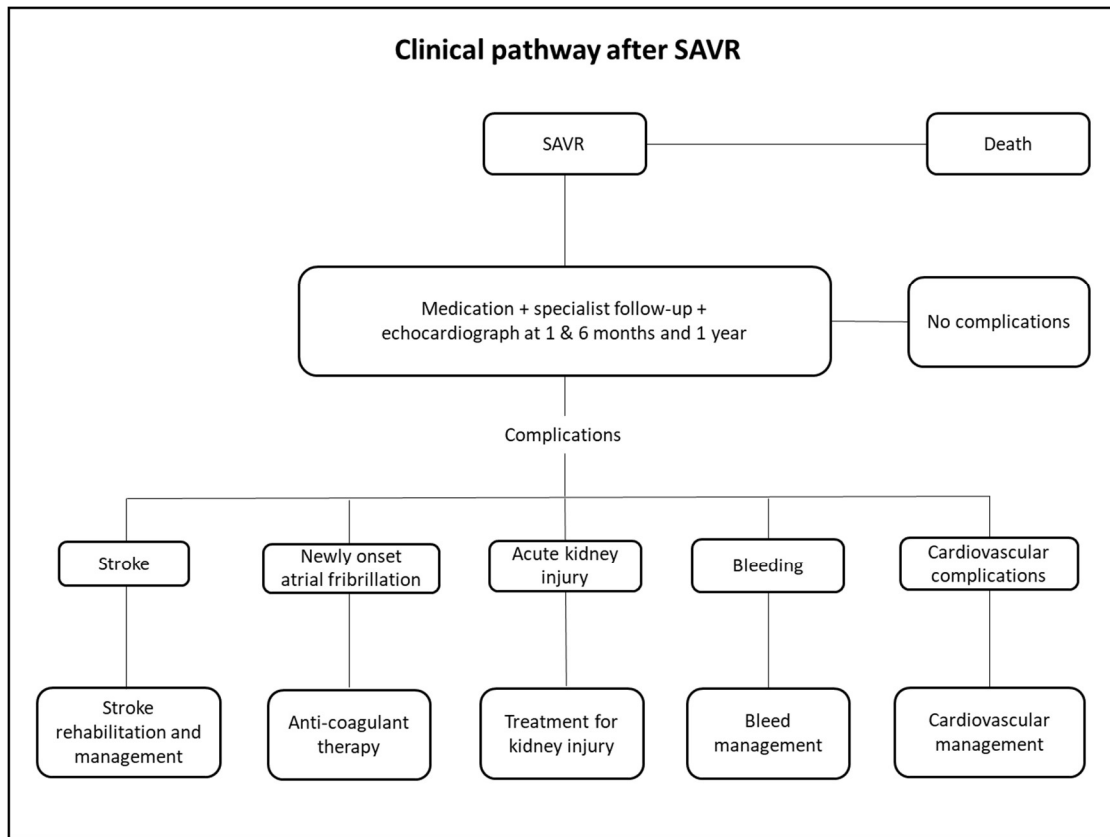 Clinical pathway after SAVR
SAVR
Death
Medication + specialist follow-up +
echocardiograph at 1 & 6 months and 1 year
No complications
Complications
Stroke
Newly onset
atrial fribrillation
Acute kidney
injury
Bleeding
Cardiovascular
complications
Stroke
rehabilitation and
management
Anti-coagulant
therapy
Treatment for
kidney injury
Bleed
management
Cardiovascular
management